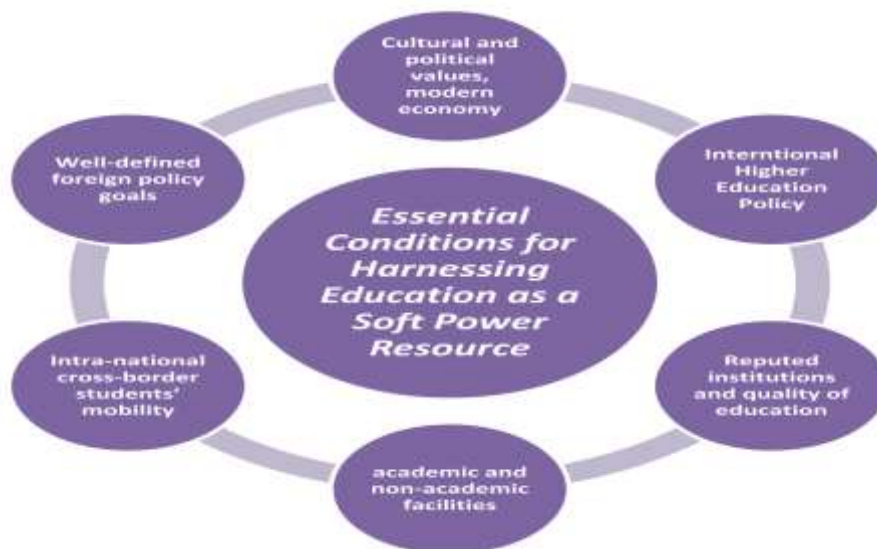 Cultural and
political
values,
modern
economy
Interntional
Higher
Education
Policy
Reputed
institutions
and quality of
education
academic and
non-academic
facilities
Intra-national
cross-border
students'
mobility
Well-defined
foreign policy
goals
Essential
Conditions for
Harnessing
Education as a
Soft Power
Resource